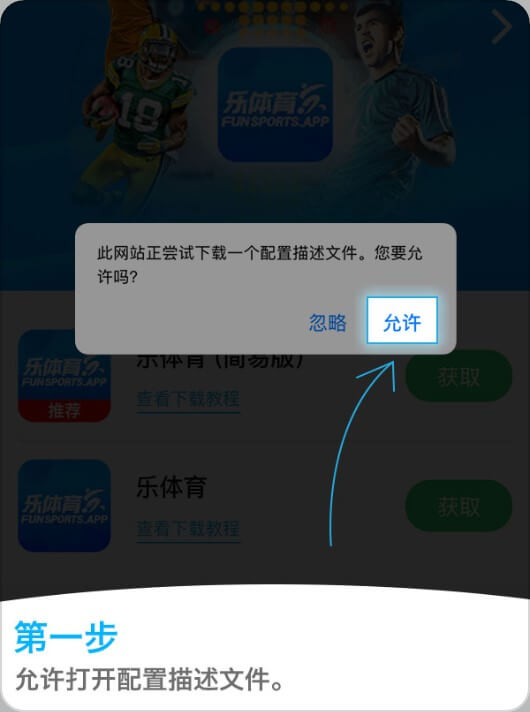 18
乐体育
FUNSPORTS.APP
此网站正尝试下载一个配置描述文件。您要允
许吗?
忽略
允许
乐体育
FUNSPORTS.APP
推荐
乐体育 (简易版)
查看下载教程
获取
乐体育
FUNSPORTS.APP
乐体育
查看下载教程
获取
第一步
允许打开配置描述文件。